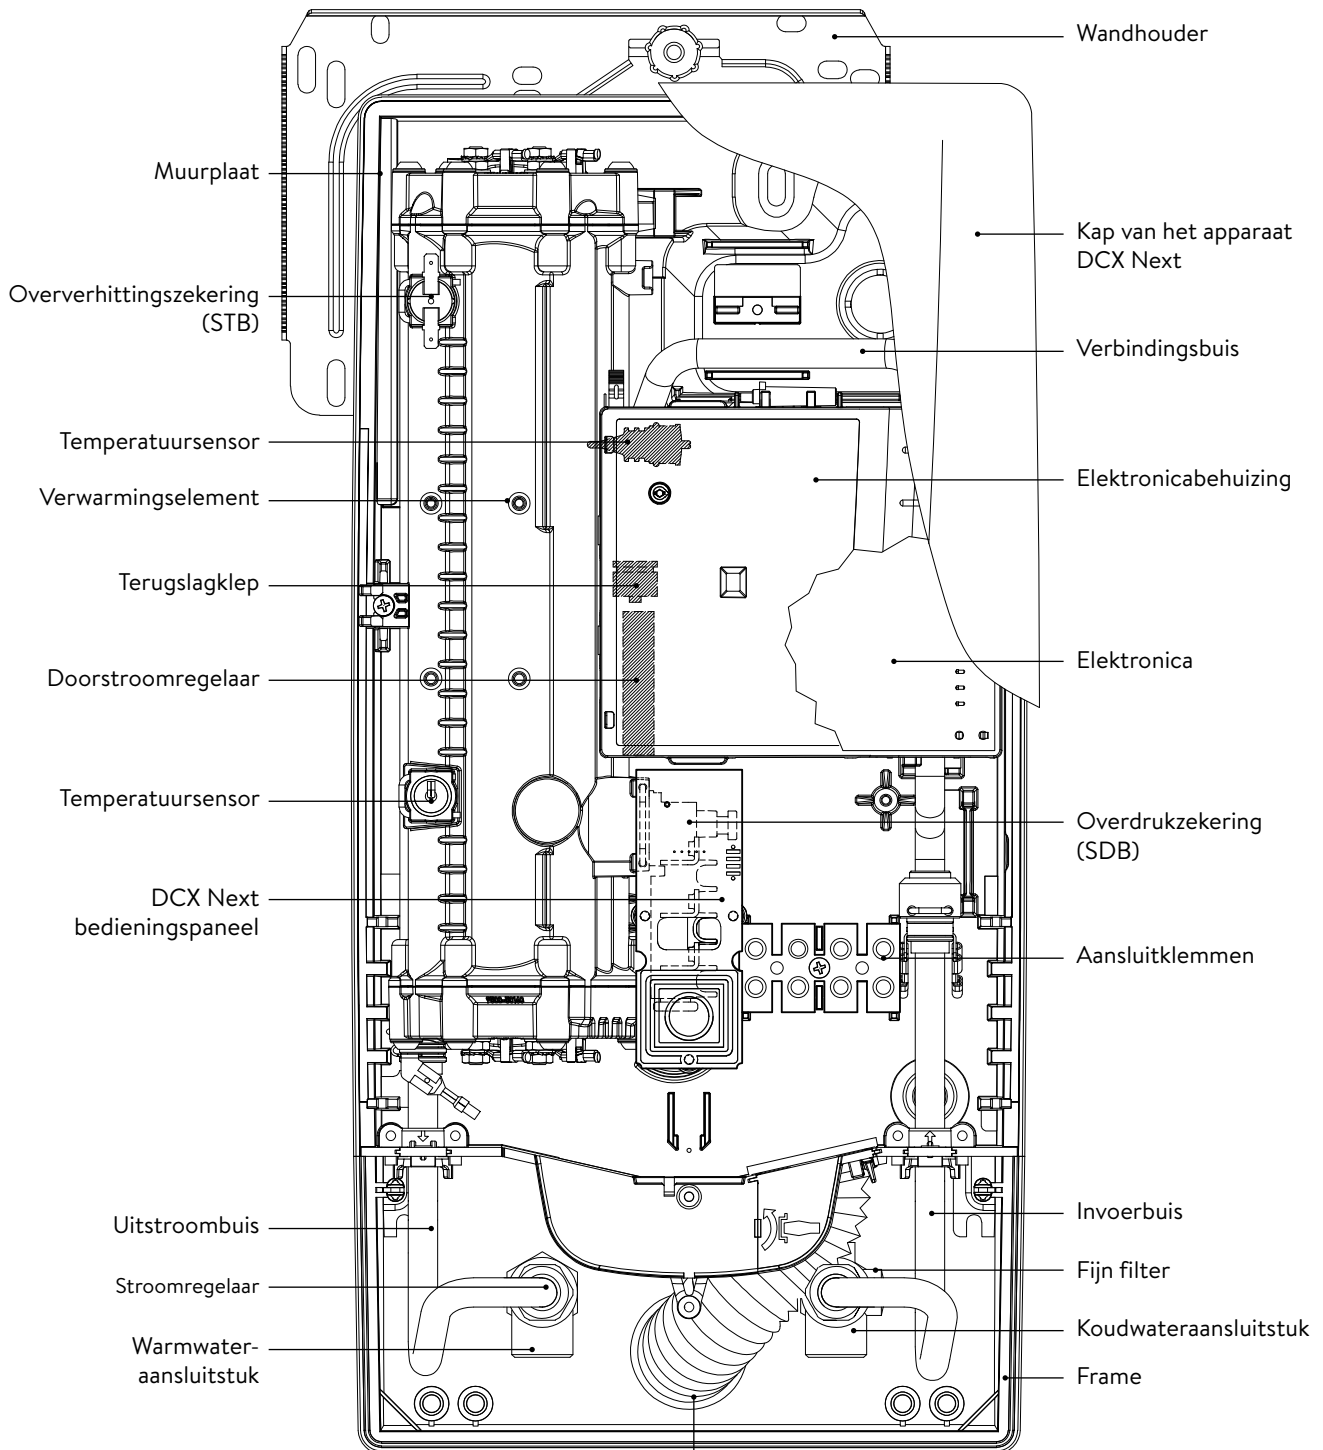 Wandhouder
Muurplaat
Kap van het apparaat
DCX Next
Oververhittingszekering
(STB)
Verbindingsbuis
Temperatuursensor
Elektronicabehuizing
Verwarmingselement
Terugslagklep
Elektronica
Doorstroomregelaar
Temperatuursensor
Overdrukzekering
(SDB)
DCX Next
bedieningspaneel
Aansluitklemmen
Uitstroombuis
Invoerbuis
Stroomregelaar
Fijn filter
Koudwateraansluitstuk
Warmwater-
aansluitstuk
Frame